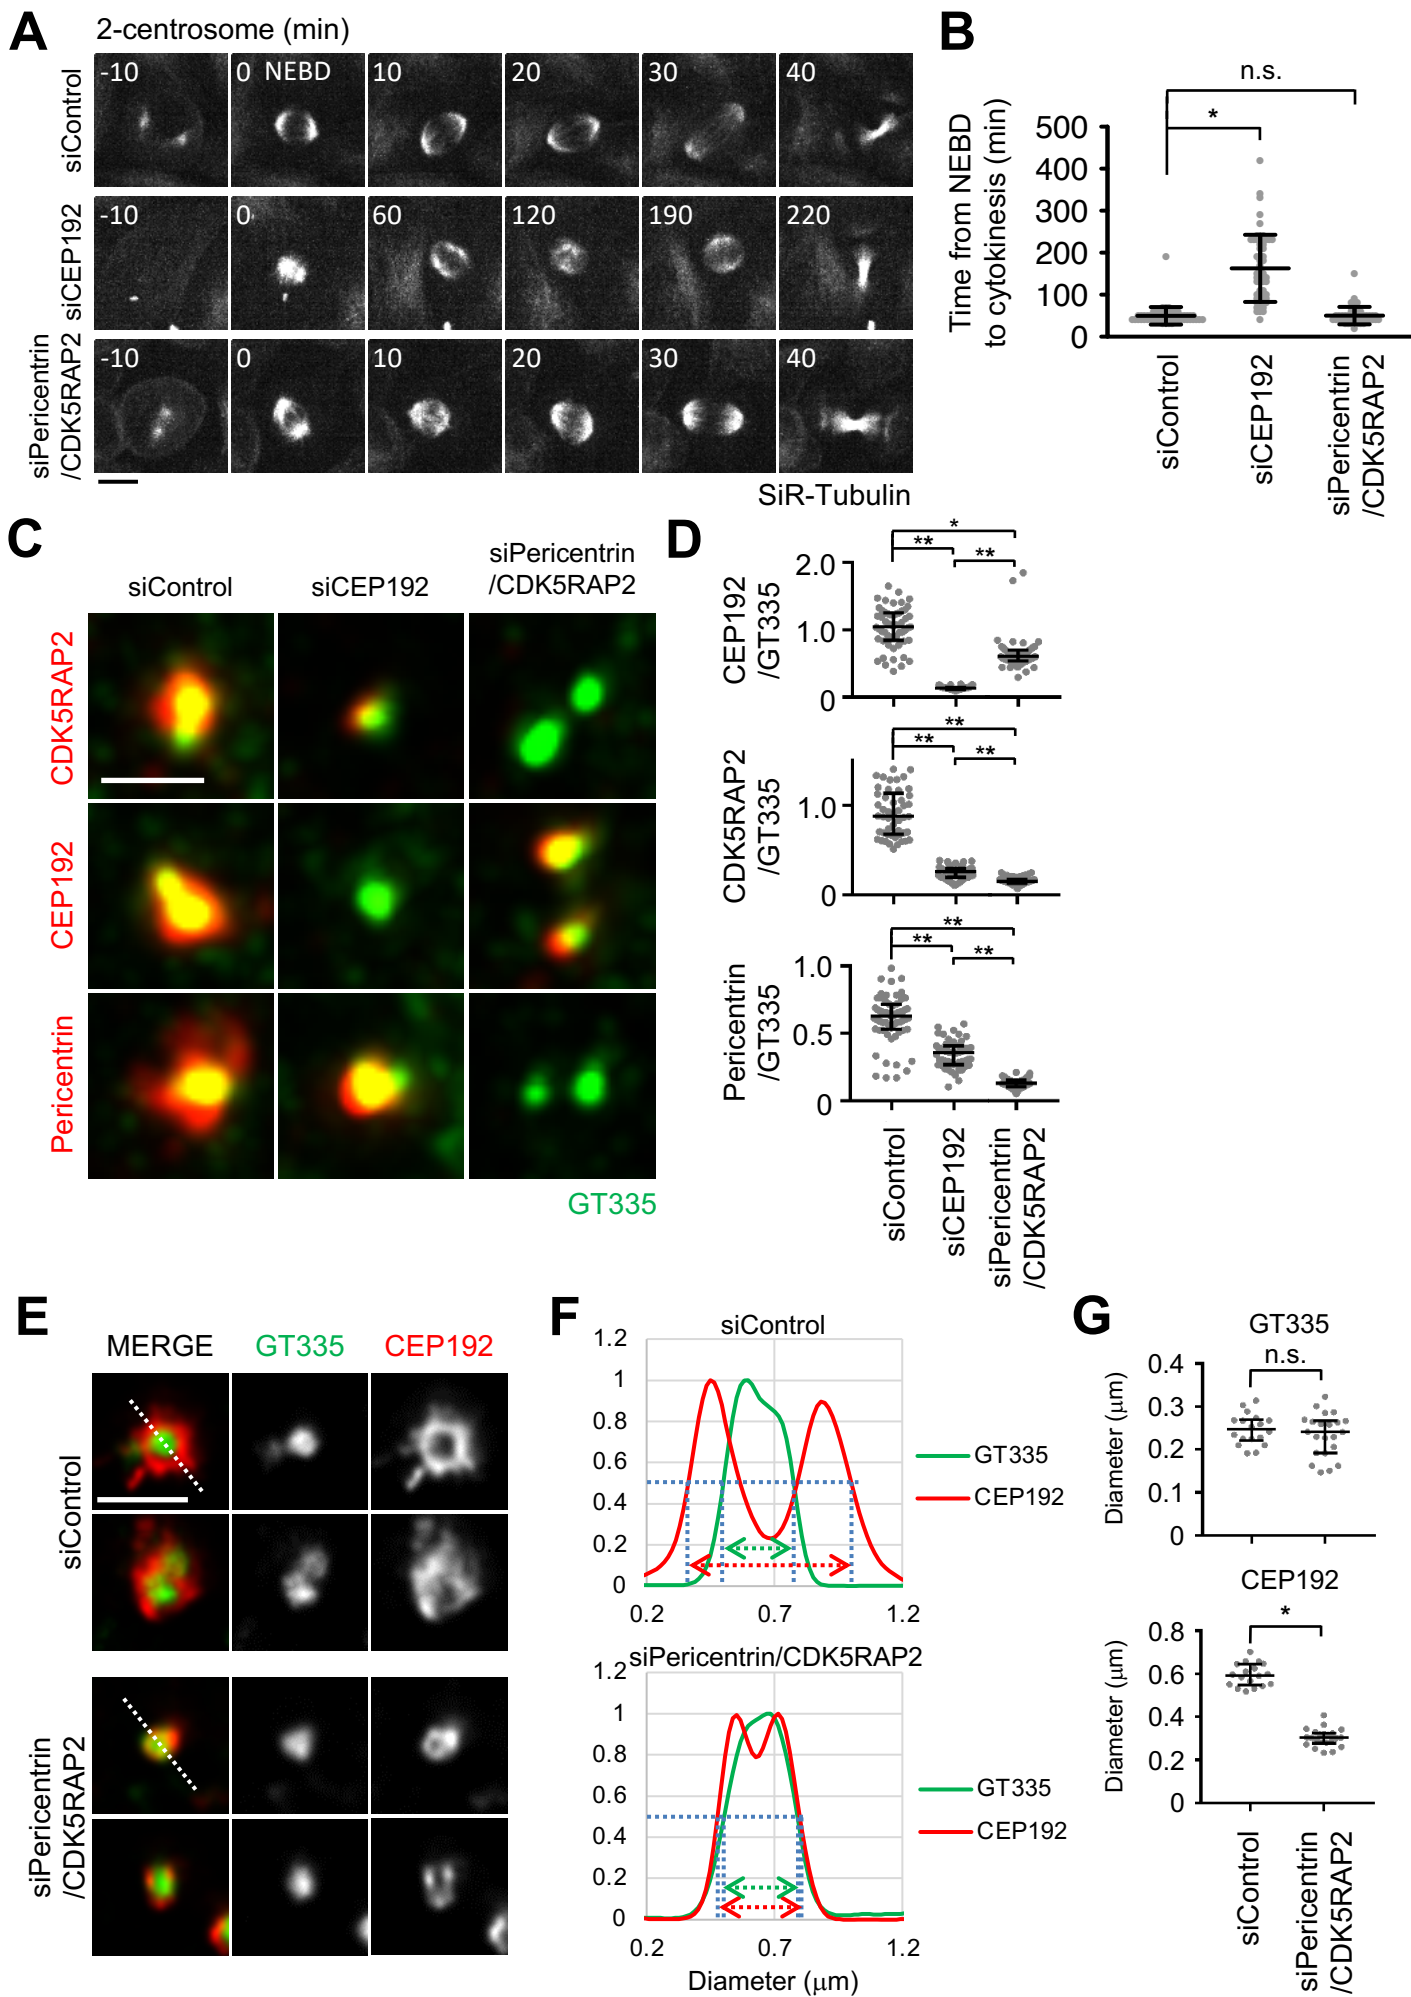 A
2-centrosome (min)
siControl
-10
0 NEBD
10
20
30
40
siCEP192
-10
0
60
120
190
220
siPericentrin
/CDK5RAP2
-10
0
10
20
30
40
SiR-Tubulin
B
n.s.
*
Time from NEBD
to cytokinesis (min)
500
400
300
200
100
0
siControl
siCEP192
siPericentrin
/CDK5RAP2
C
siControl
siCEP192
siPericentrin
/CDK5RAP2
CDK5RAP2
CEP192
Pericentrin
GT335
D
*
**
**
CEP192
/GT335
2.0
1.0
0
**
**
**
CDK5RAP2
/GT335
1.0
0
**
**
**
Pericentrin
/GT335
1.0
0.5
0
siControl
siCEP192
siPericentrin
/CDK5RAP2
E
MERGE
GT335
CEP192
siControl
siPericentrin
/CDK5RAP2
F
siControl
1.2
1
0.8
0.6
0.4
0.2
0
0.2
0.7
1.2
GT335
CEP192
siPericentrin/CDK5RAP2
1.2
1
0.8
0.6
0.4
0.2
0
0.2
0.7
1.2
GT335
CEP192
Diameter (μm)
G
GT335
n.s.
Diameter (μm)
0.4
0.3
0.2
0.1
0
CEP192
*
Diameter (μm)
0.8
0.6
0.4
0.2
0
siControl
siPericentrin
/CDK5RAP2